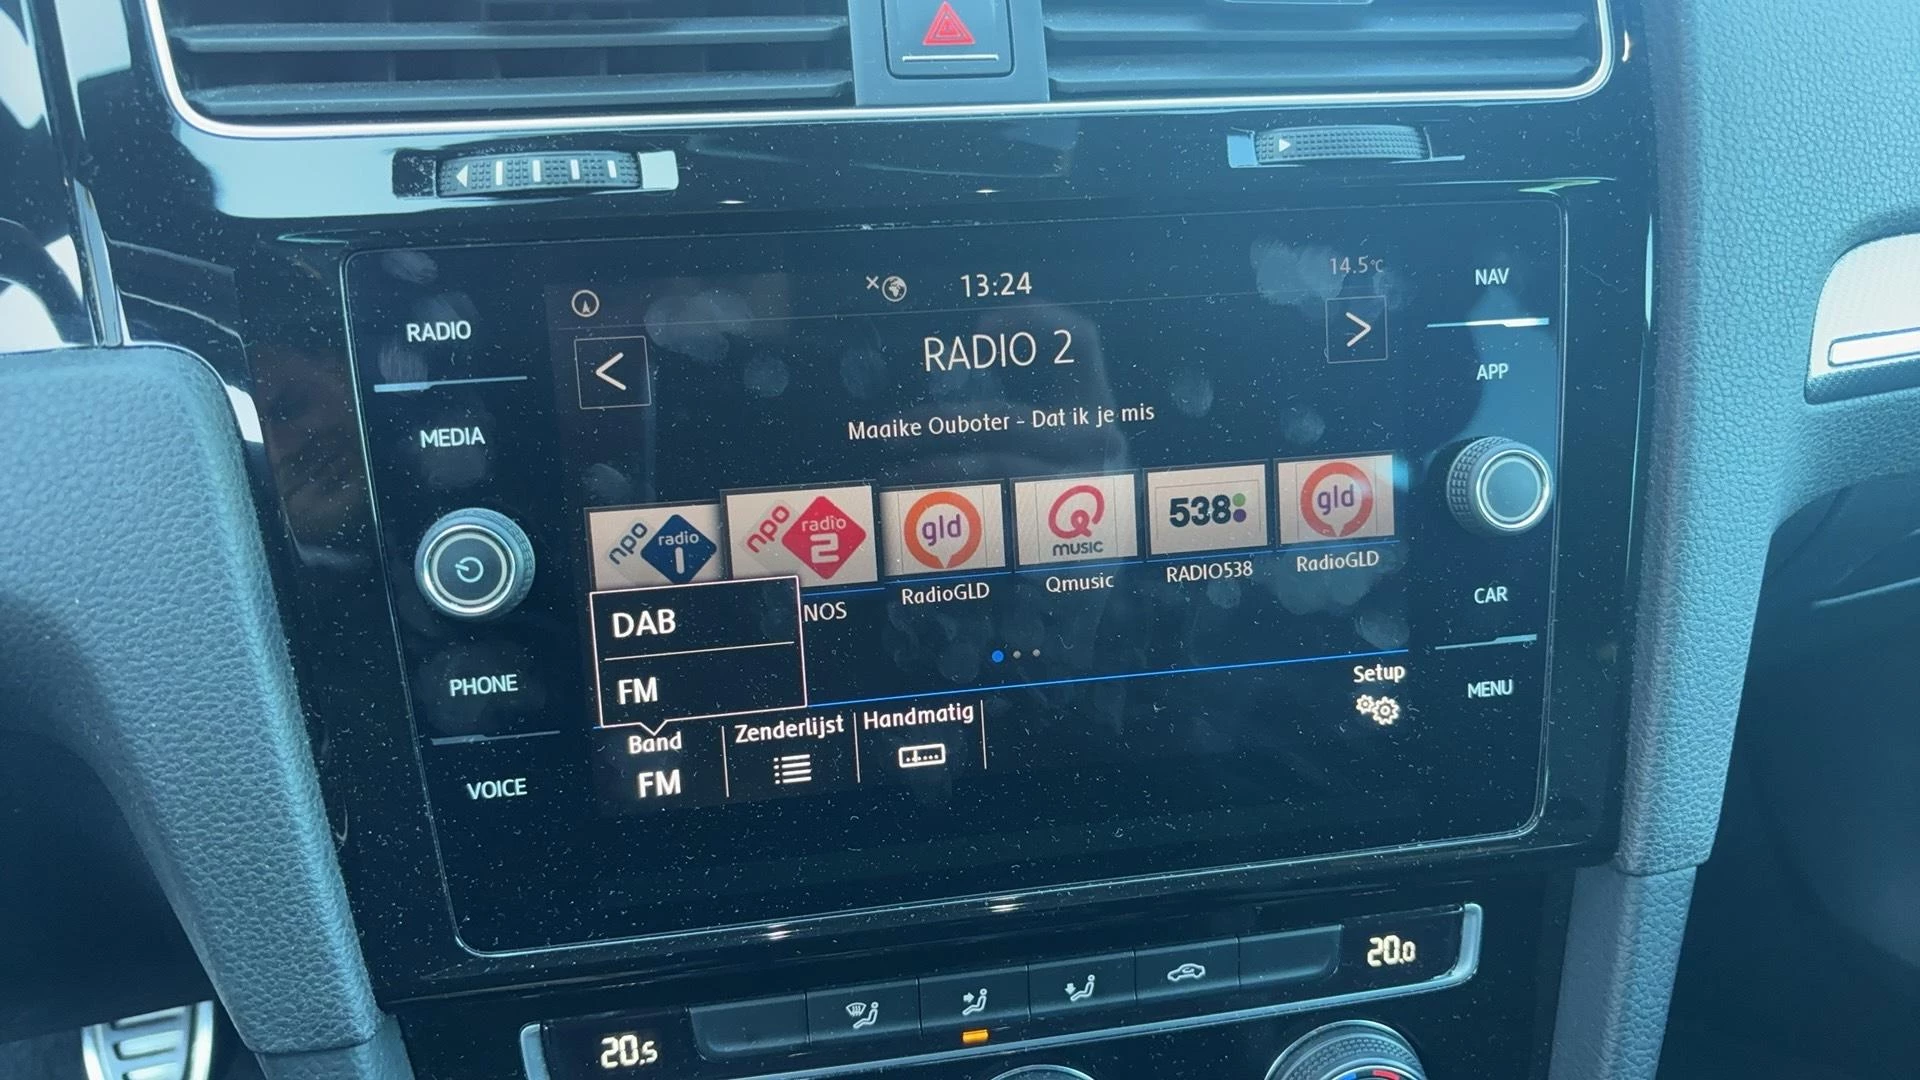 13:24
14.5°C
RADIO
MEDIA
PHONE
VOICE
<
RADIO 2
>
Maaike Ouboter - Dat ik je mis
npo radio 1
npo radio 2
gld
Q MUSIC
538
gld
NOS
RadioGLD
Qmusic
RADIO538
RadioGLD
DAB
FM
Band
FM
Zenderlijst
Handmatig
Setup
NAV
APP
CAR
MENU
20.5
20.0